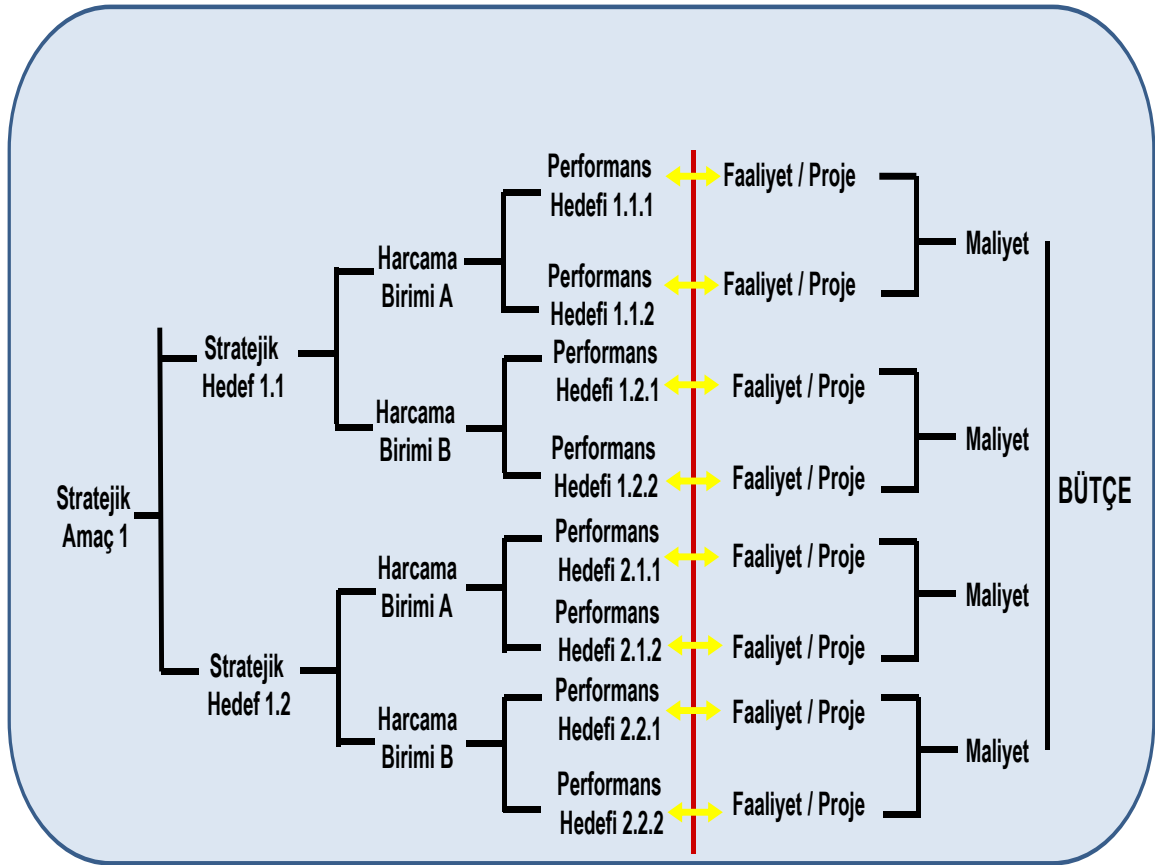 Stratejik
Amaç 1
Stratejik
Hedef 1.1
Stratejik
Hedef 1.2
Harcama
Birimi A
Harcama
Birimi B
Harcama
Birimi A
Harcama
Birimi B
Performans
Hedefi 1.1.1
Performans
Hedefi 1.1.2
Performans
Hedefi 1.2.1
Performans
Hedefi 1.2.2
Performans
Hedefi 2.1.1
Performans
Hedefi 2.1.2
Performans
Hedefi 2.2.1
Performans
Hedefi 2.2.2
Faaliyet / Proje
Faaliyet / Proje
Faaliyet / Proje
Faaliyet / Proje
Faaliyet / Proje
Faaliyet / Proje
Faaliyet / Proje
Faaliyet / Proje
Maliyet
Maliyet
Maliyet
Maliyet
BÜTÇE